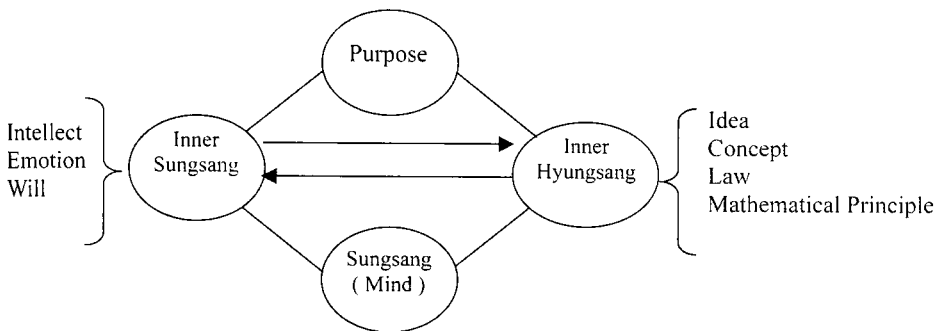 Purpose
Intellect
Emotion
Will
Inner
Sungsang
Inner
Hyungsang
Idea
Concept
Law
Mathematical Principle
Sungsang
( Mind )